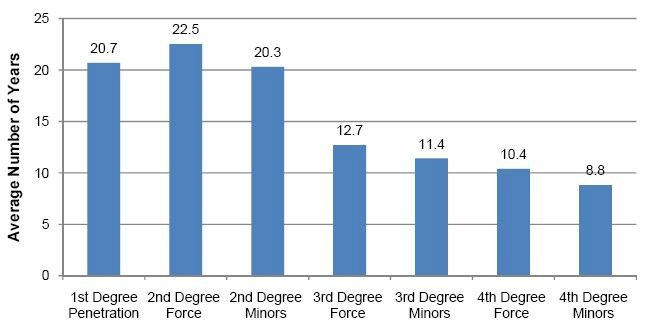 25
20
15
10
5
0
Average Number of Years
20.7
22.5
20.3
12.7
11.4
10.4
8.8
1st Degree
Penetration
2nd Degree
Force
2nd Degree
Minors
3rd Degree
Force
3rd Degree
Minors
4th Degree
Force
4th Degree
Minors